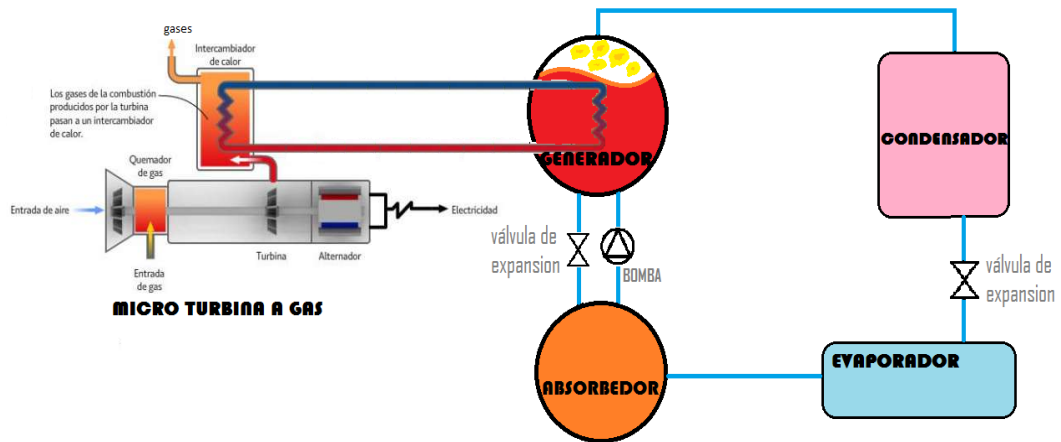 gases
Intercambiador
de calor
Los gases de la combustión
producidos por la turbina
pasan a un intercambiador
de calor.
Quemador
de gas
Entrada de aire
Electricidad
Entrada
de gas
Turbina
Alternador
MICRO TURBINA A GAS
GENERADOR
CONDENSADOR
válvula de
expansion
BOMBA
válvula de
expansion
ABSORBEDOR
EVAPORADOR